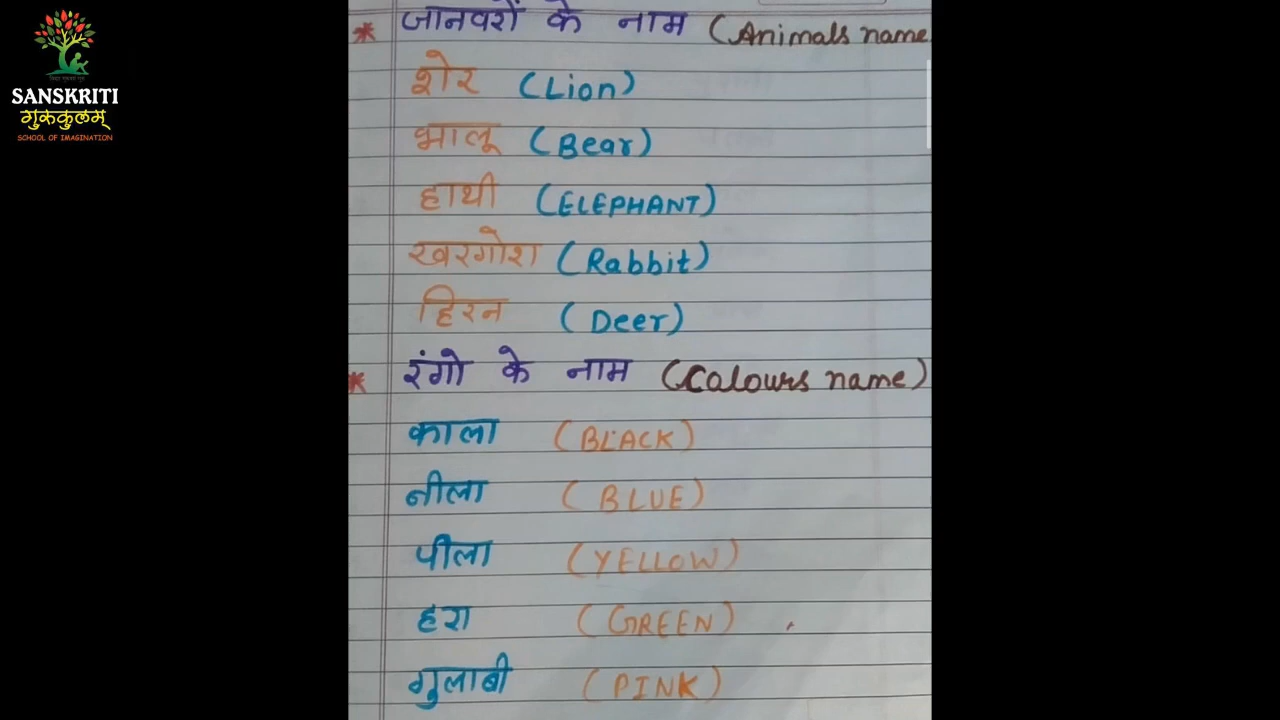 SANSKRITI
गुरुकुलम्
SCHOOL OF IMAGINATION
* जानवरों के नाम (Animals name
शेर (Lion)
भालू (Bear)
हाथी (ELEPHANT)
खरगोश (Rabbit)
हिरन (Deer)
* रंगो के नाम (Colours name)
काला (BLACK)
नीला (BLUE)
पीला (YELLOW)
हरा (GREEN)
गुलाबी (PINK)